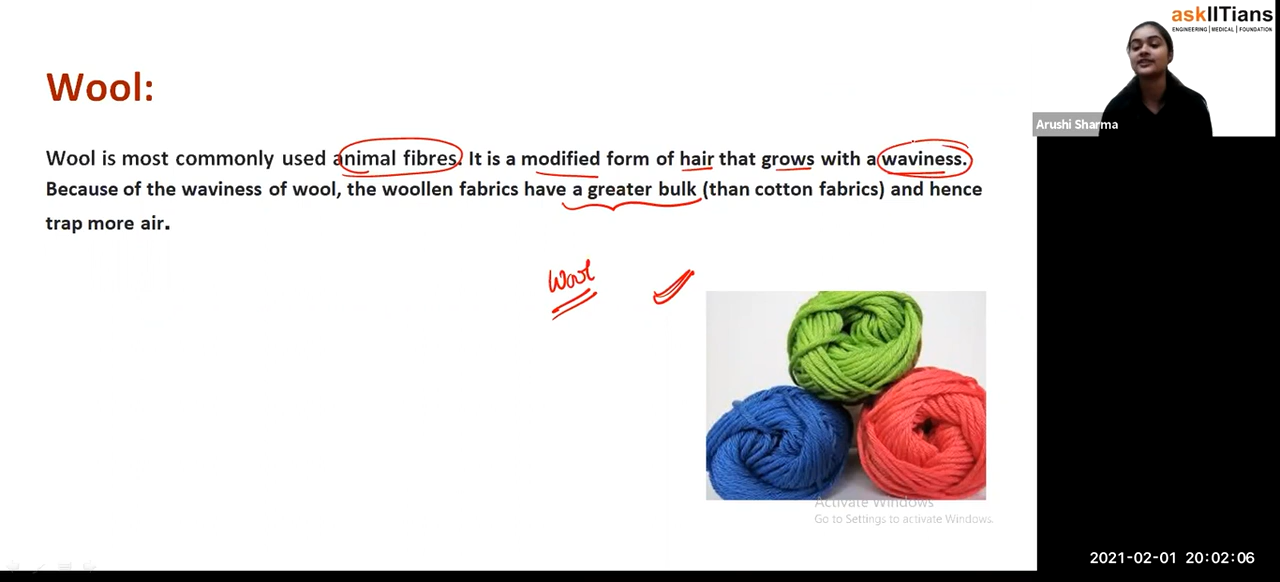 askIITians
ENGINEERING | MEDICAL | FOUNDATION
Arushi Sharma
Wool:
Wool is most commonly used animal fibres. It is a modified form of hair that grows with a waviness.
Because of the waviness of wool, the woollen fabrics have a greater bulk (than cotton fabrics) and hence
trap more air.
Wool
Activate Windows
Go to Settings to activate Windows.
2021-02-01 20:02:06